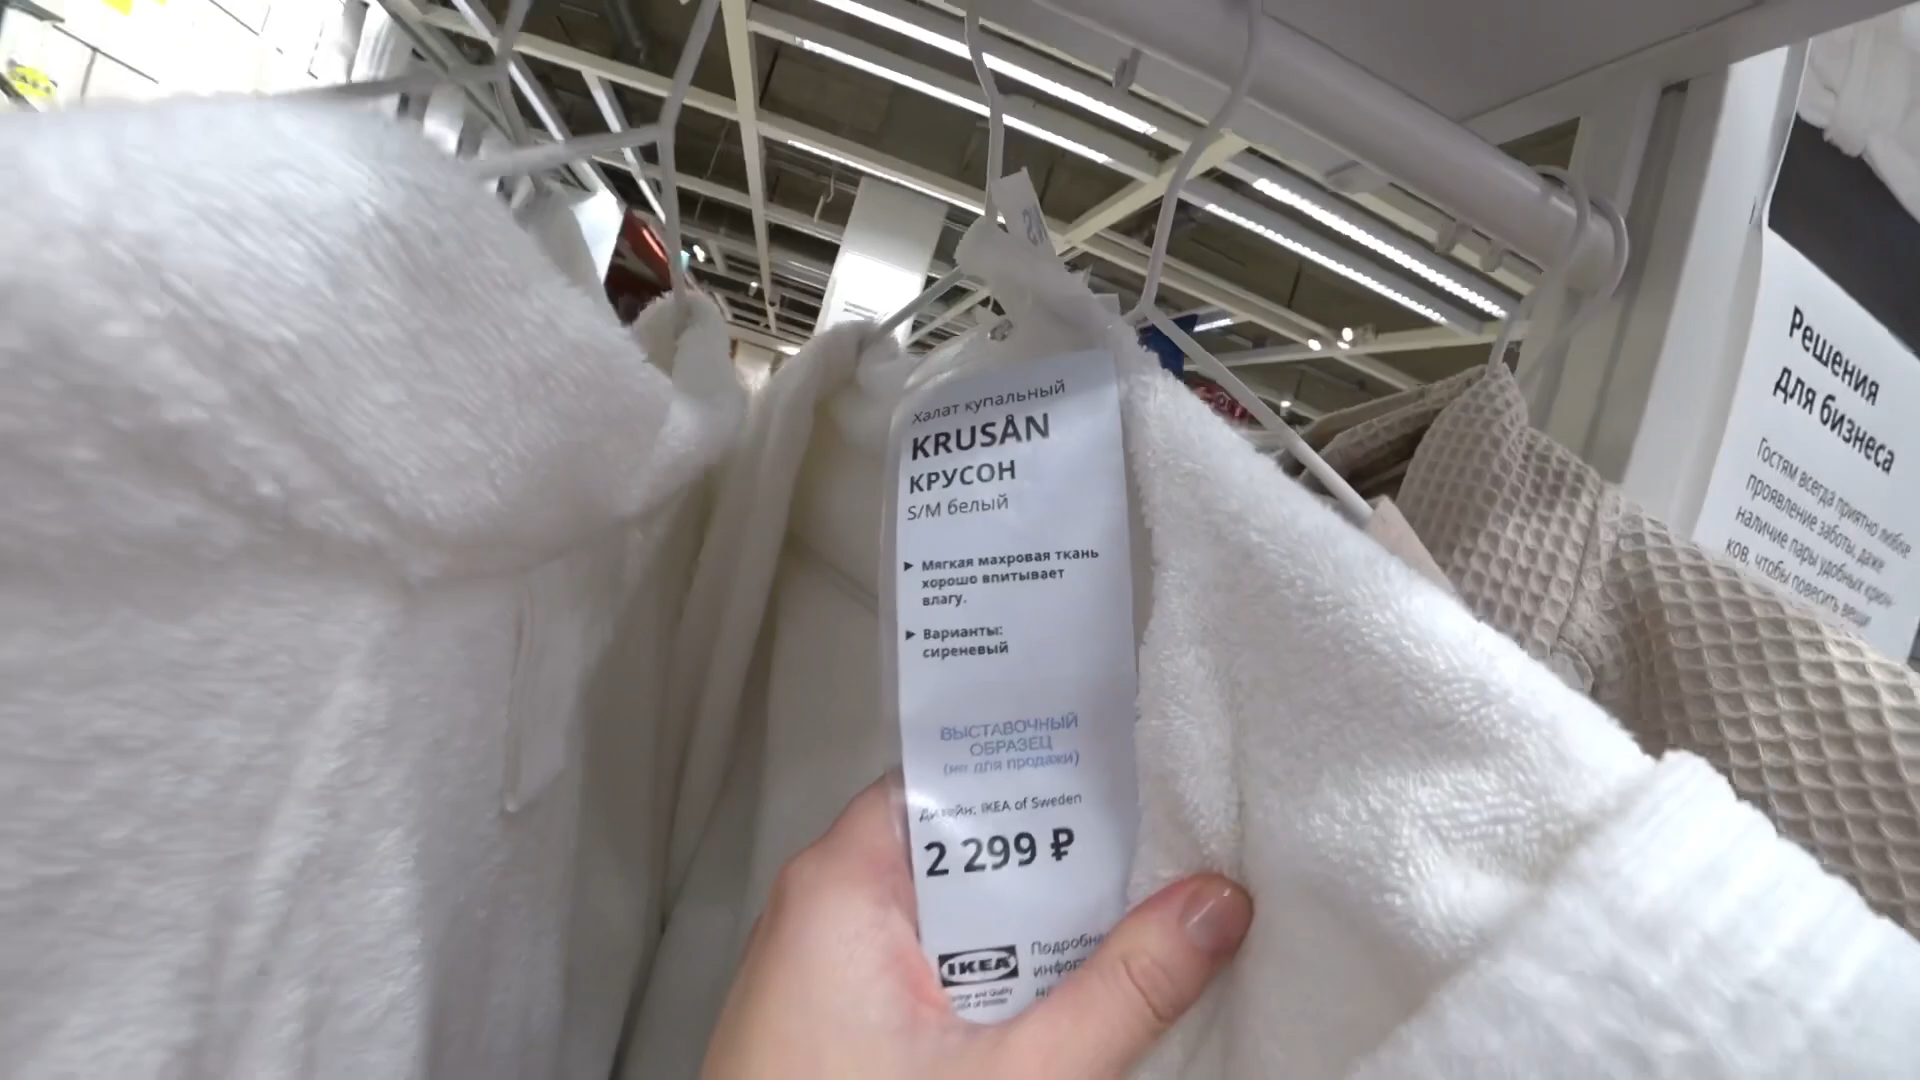 Халат купальный
KRUSÅN
КРУСОН
S/M белый
▶ Мягкая махровая ткань
хорошо впитывает
влагу.
▶ Варианты:
сиреневый
ВЫСТАВОЧНЫЙ
ОБРАЗЕЦ
(не для продажи)
Дизайн: IKEA of Sweden
2 299 ₽
IKEA
Решения
для бизнеса
Гостям всегда приятно любое
проявление заботы, даже
наличие пары удобных крюч-
ков, чтобы повесить вещи